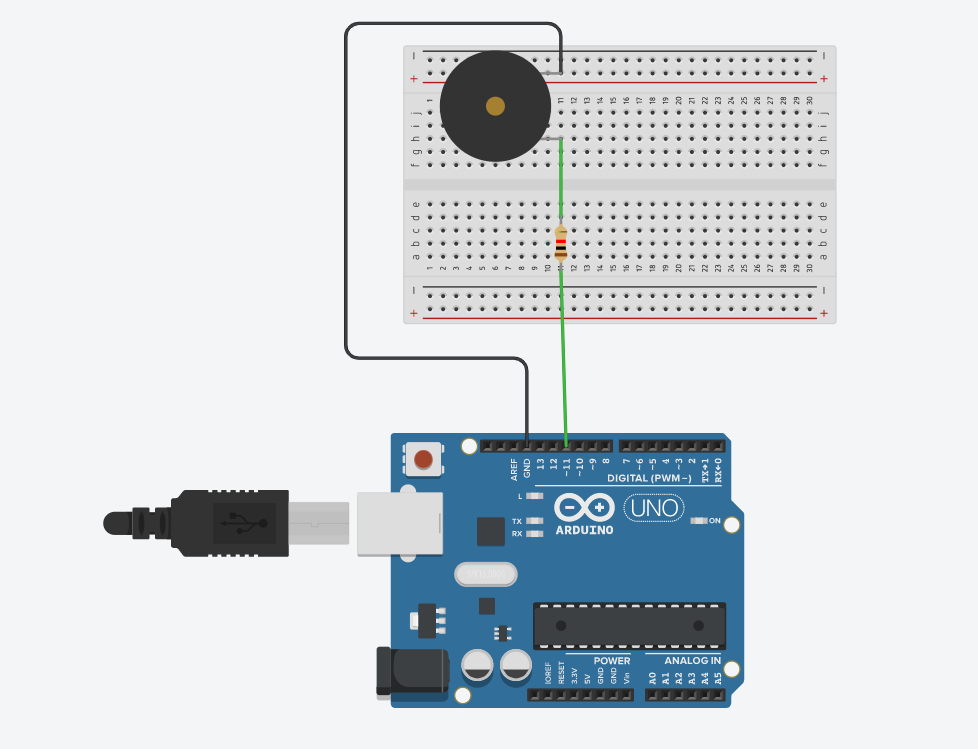 − −
+ +
1 11 12 13 14 15 16 17 18 19 20 21 22 23 24 25 26 27 28 29 30
j j
i i
h h
g g
f f
e e
d d
c c
b b
a a
1 2 3 4 5 6 7 8 9 10 11 12 13 14 15 16 17 18 19 20 21 22 23 24 25 26 27 28 29 30
− −
+ +
AREF GND 13 12 ~11 ~10 ~9 8 7 ~6 ~5 4 ~3 2 TX→1 RX←0
DIGITAL (PWM~)
L
TX
RX
UNO
ON
ARDUINO
POWER
ANALOG IN
IOREF RESET 3.3V 5V GND GND Vin A0 A1 A2 A3 A4 A5